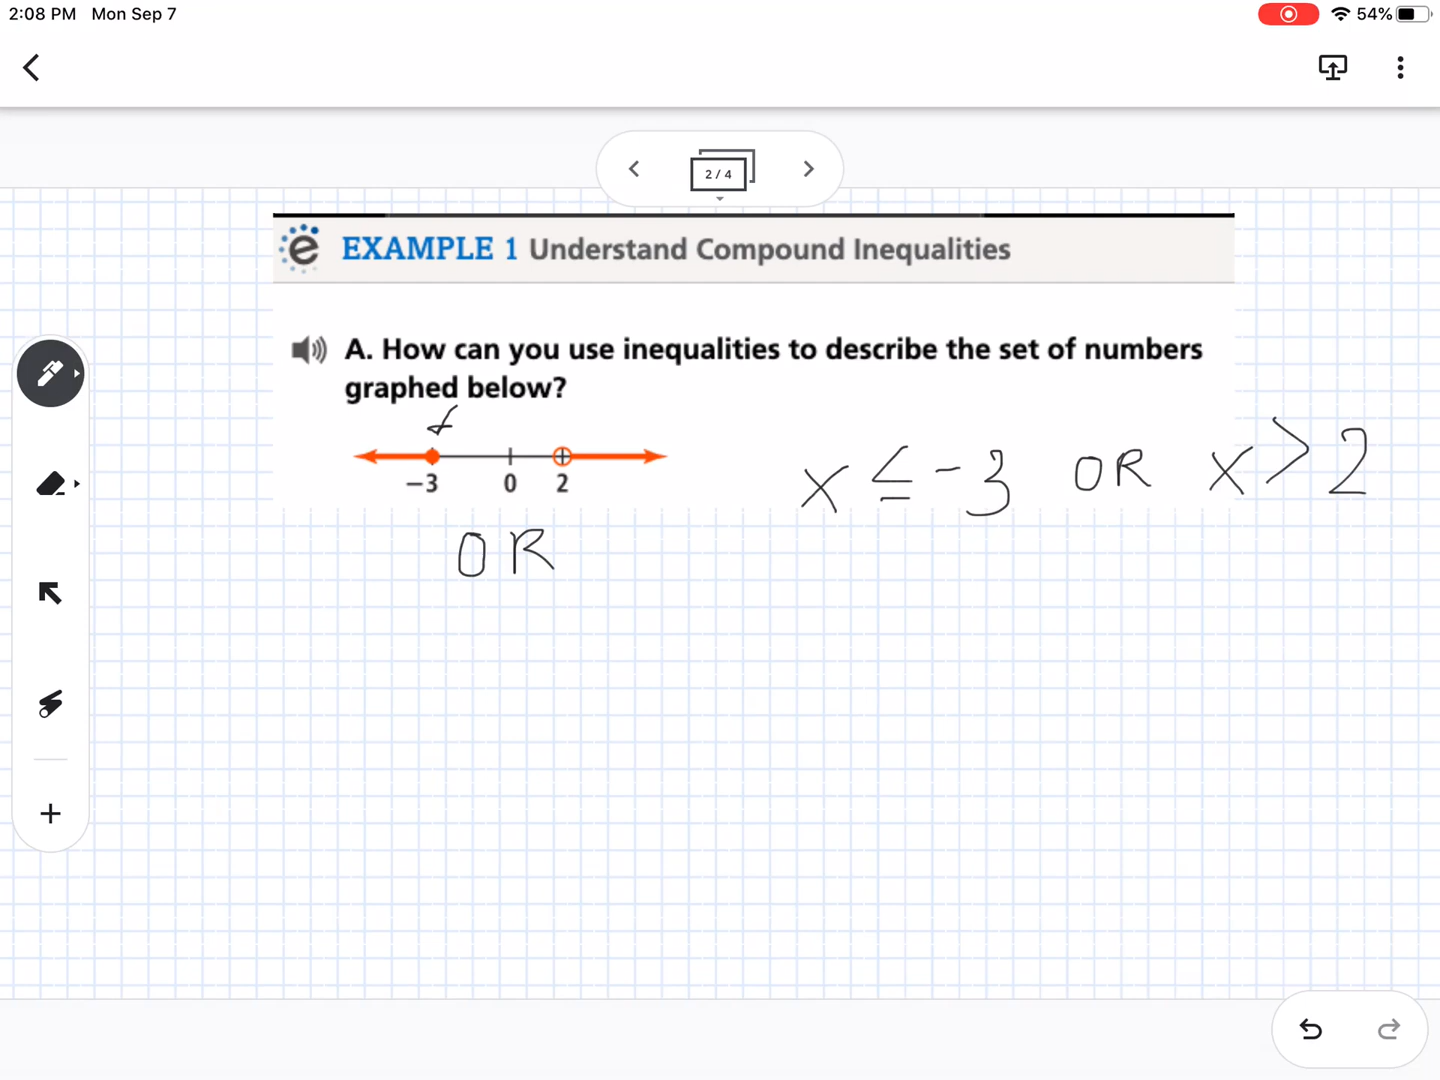 2:08 PM Mon Sep 7
54%
2 / 4
e EXAMPLE 1 Understand Compound Inequalities
A. How can you use inequalities to describe the set of numbers
graphed below?
−3 0 2
x ≤ -3 OR x > 2
OR